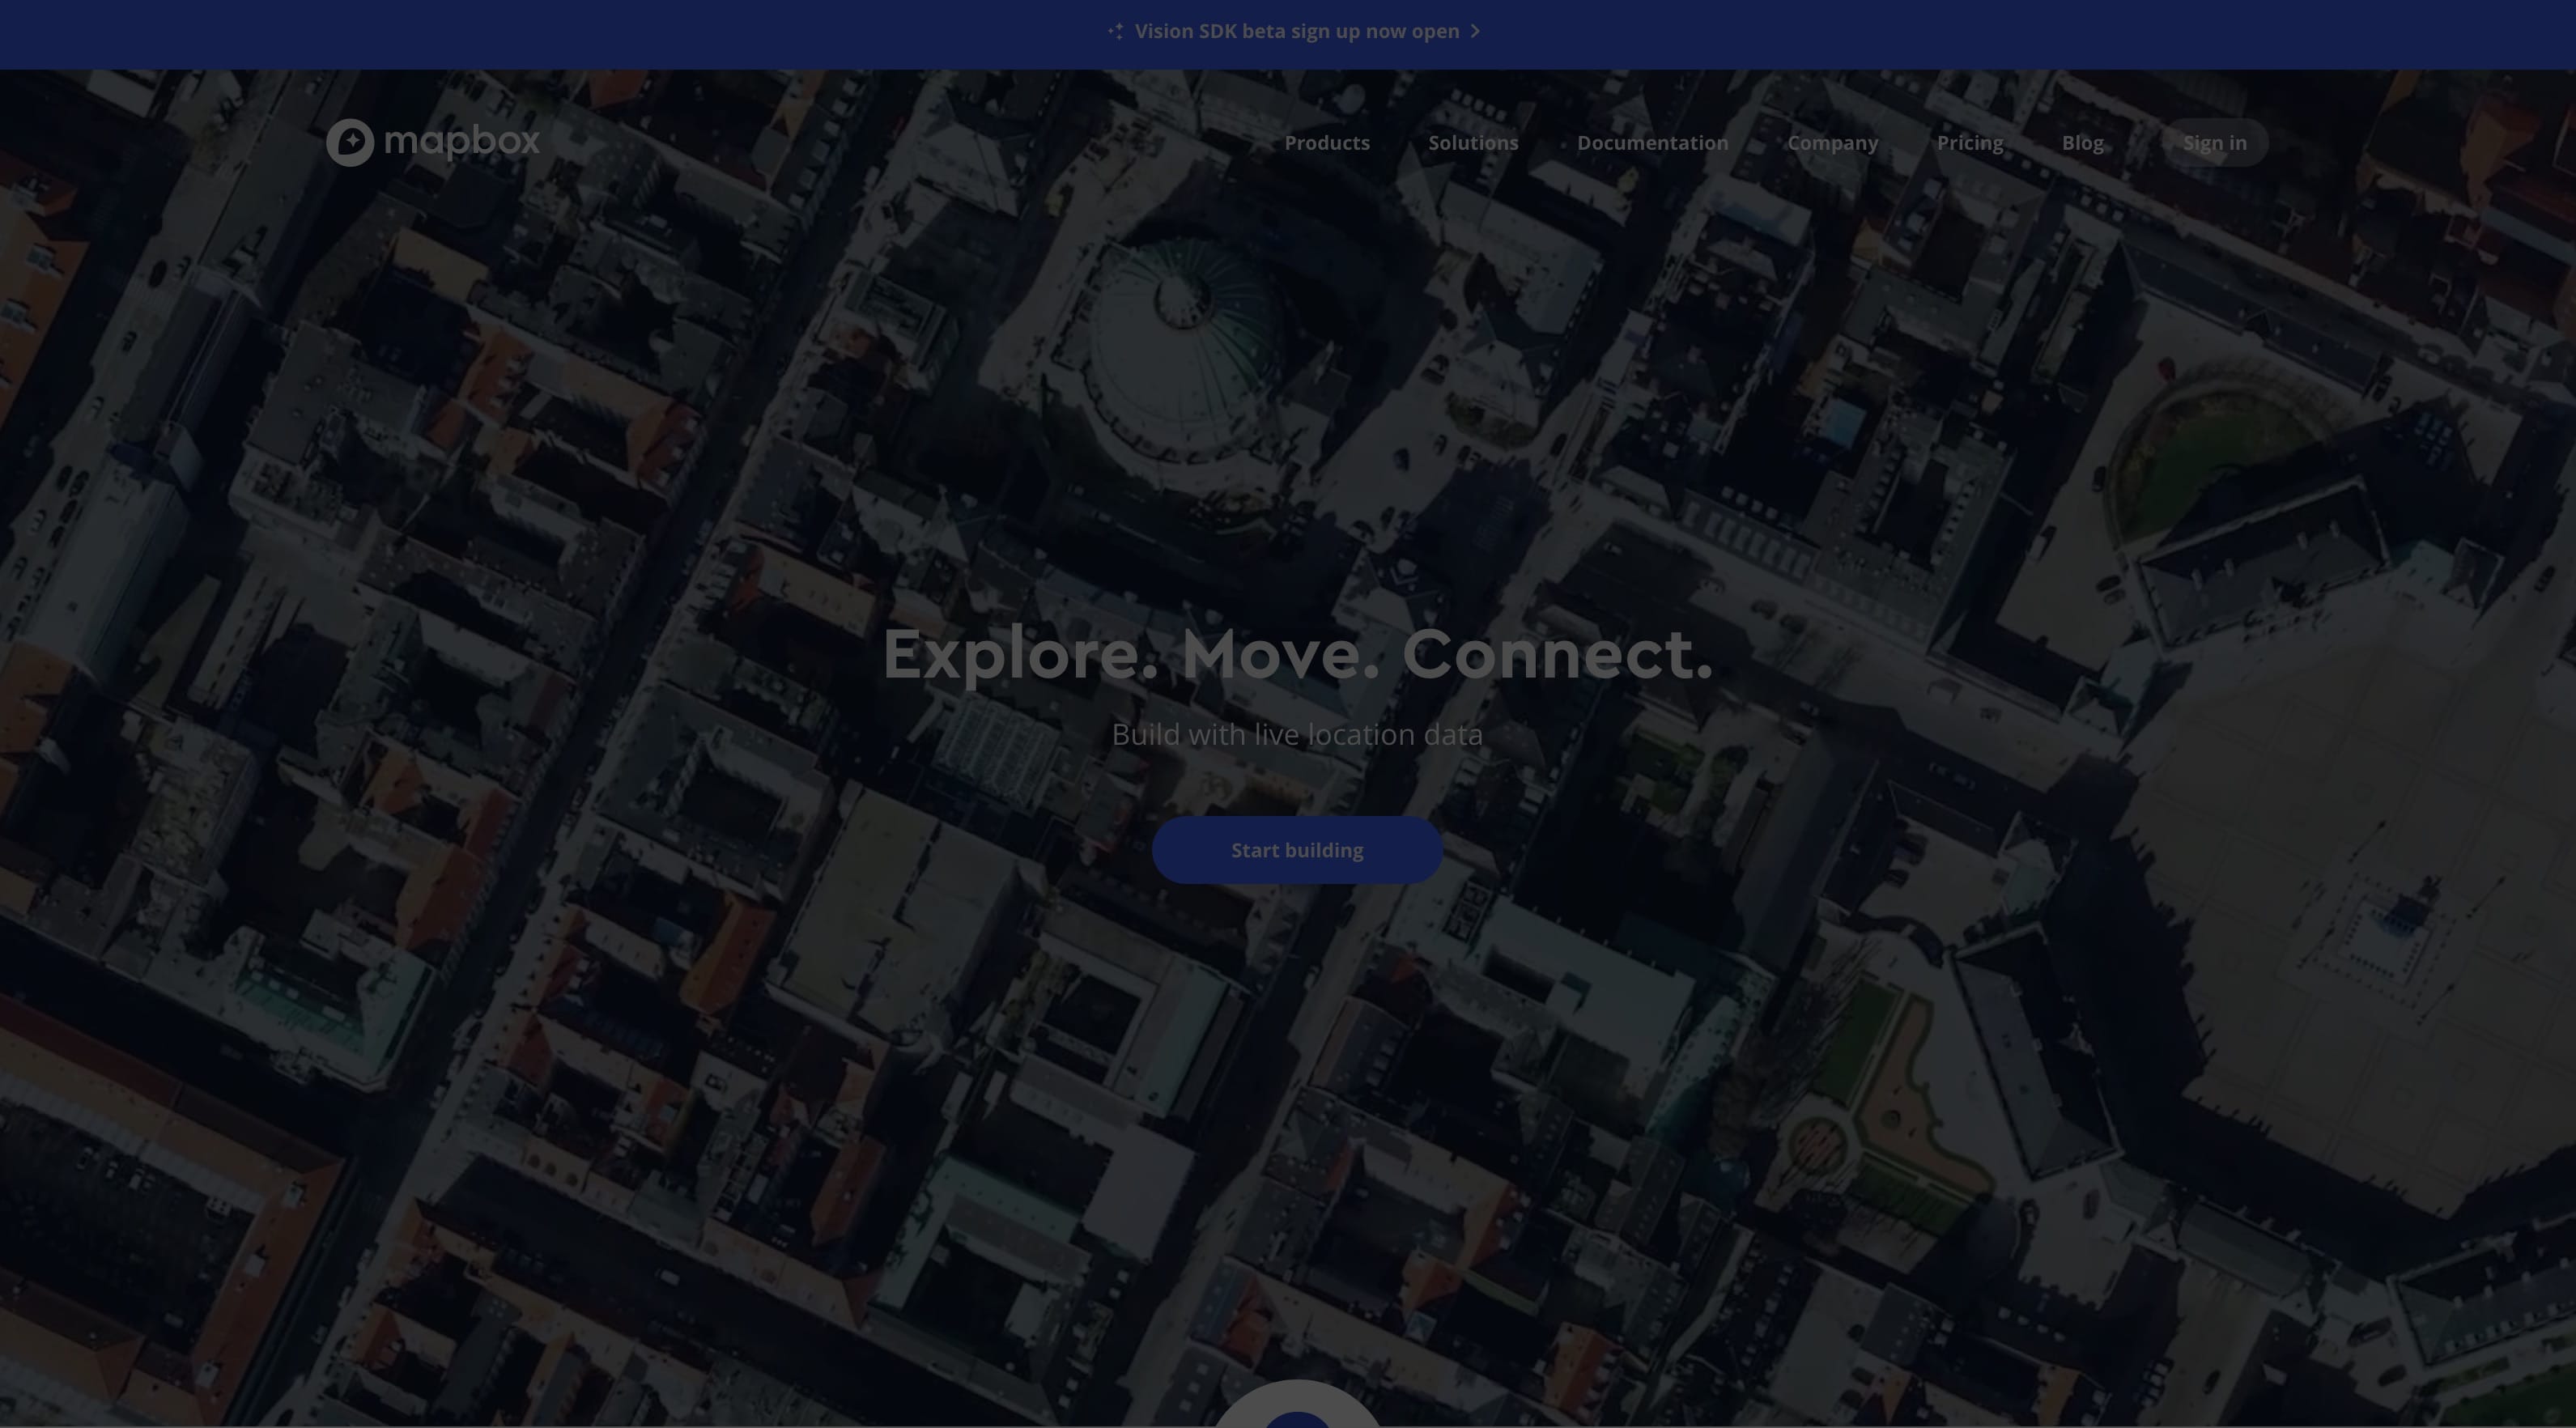 Vision SDK beta sign up now open
mapbox
Products Solutions Documentation Company Pricing Blog Sign in
Explore. Move. Connect.
Build with live location data
Start building